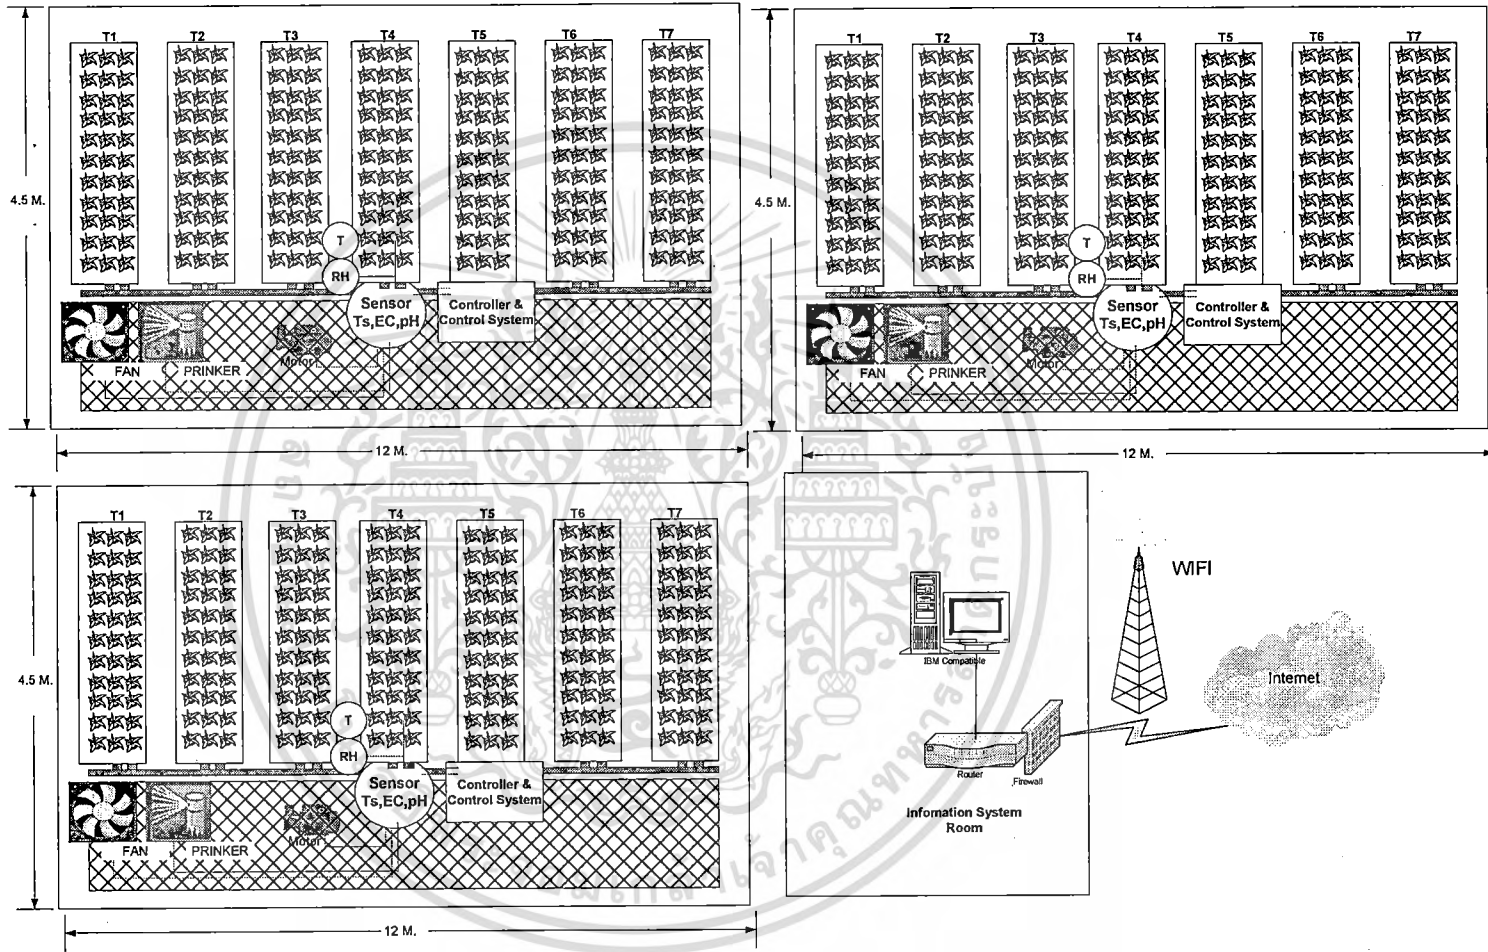 T1 T2 T3 T4 T5 T6 T7
4.5 M.
T
RH
Sensor
Ts,EC,pH
Controller &
Control System
Motor
FAN PRINKER
12 M.
T1 T2 T3 T4 T5 T6 T7
4.5 M.
T
RH
Sensor
Ts,EC,pH
Controller &
Control System
Motor
FAN PRINKER
12 M.
T1 T2 T3 T4 T5 T6 T7
4.5 M.
T
RH
Sensor
Ts,EC,pH
Controller &
Control System
Motor
FAN PRINKER
12 M.
IBM Compatible
Router
Firewall
Infomation System
Room
WIFI
Internet